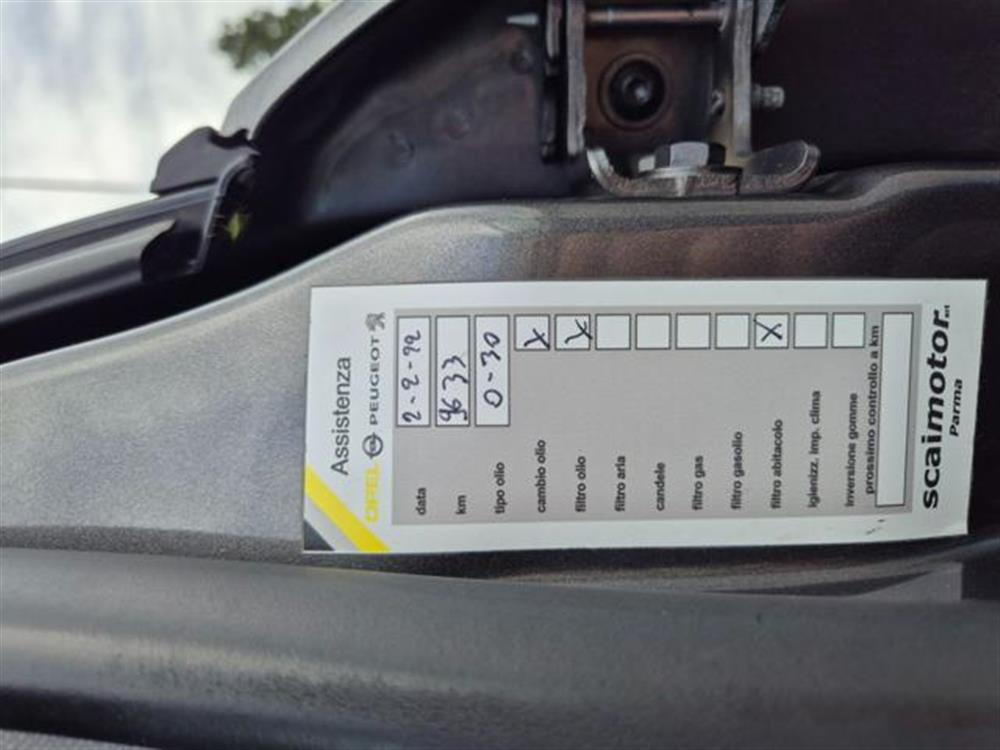 Assistenza
OPEL PEUGEOT
data 2-2-22
km 9633
tipo olio 0-30
cambio olio X
filtro olio X
filtro aria
candele
filtro gas
filtro gasolio
filtro abitacolo X
igienizz. imp. clima
inversione gomme
prossimo controllo a km
scaimotor srl
Parma